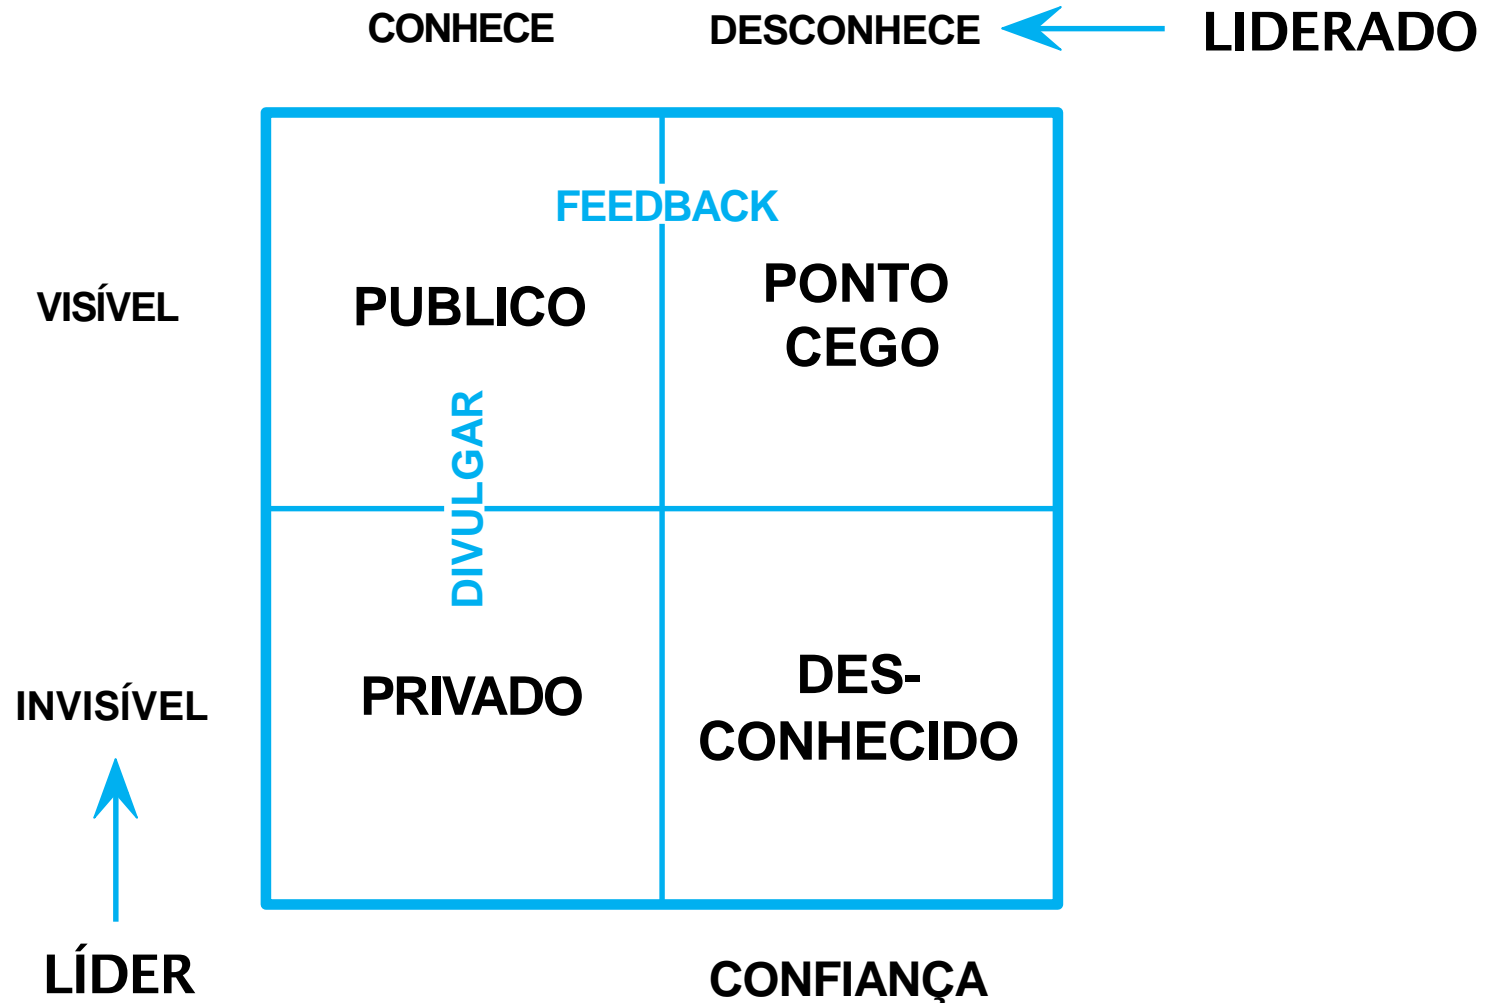 CONHECE
DESCONHECE
LIDERADO
FEEDBACK
VISÍVEL
PUBLICO
PONTO
CEGO
DIVULGAR
INVISÍVEL
PRIVADO
DES-
CONHECIDO
LÍDER
CONFIANÇA